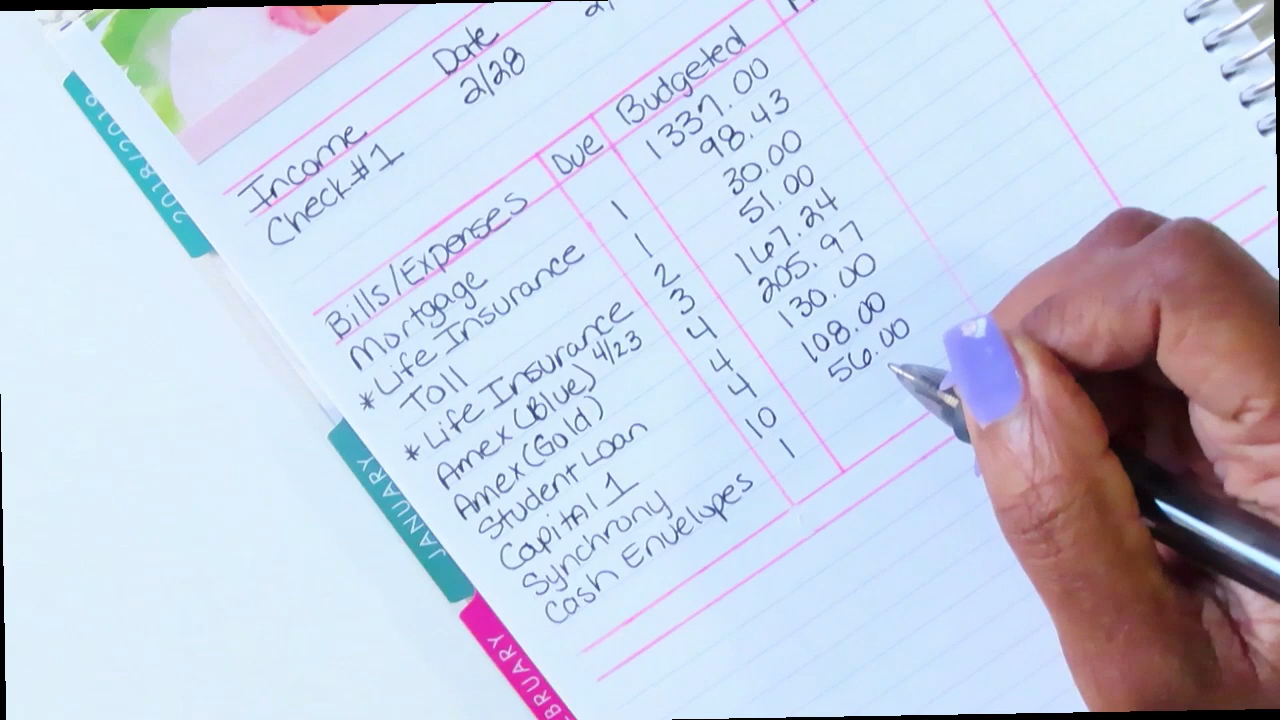 2018/2019
Income Date
Check #1 2/28
Bills/Expenses Due Budgeted
Mortgage 1 1337.00
*Life Insurance 1 98.43
Toll 2 30.00
*Life Insurance 3 51.00
Amex (Blue) 4/23 4 167.24
Amex (Gold) 4 205.97
Student Loan 4 130.00
Capital 1 10 108.00
Synchrony 1 56.00
Cash Envelopes
JANUARY
EBRUARY